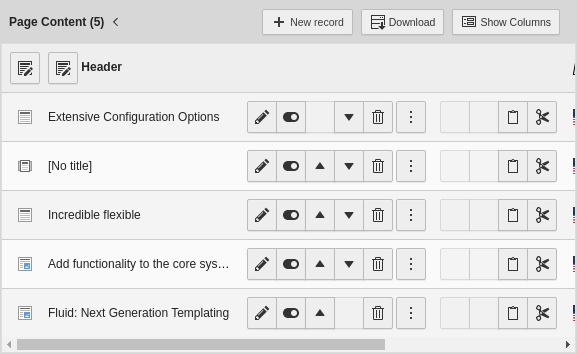 Page Content (5)
New record
Download
Show Columns
Header
Extensive Configuration Options
[No title]
Incredible flexible
Add functionality to the core sys…
Fluid: Next Generation Templating